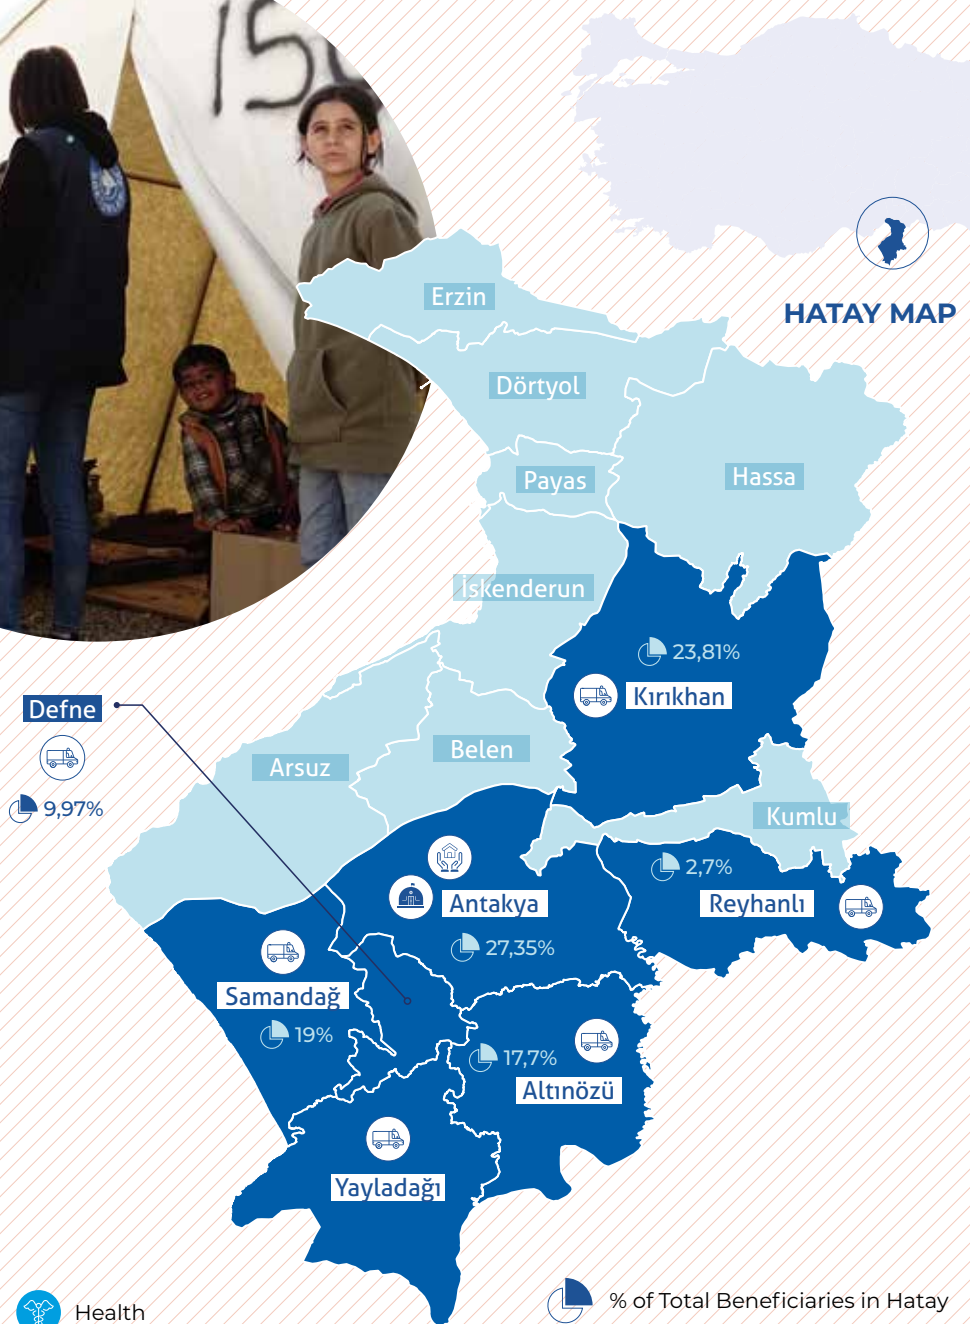 HATAY MAP
Erzin
Dörtyol
Payas
Hassa
İskenderun
23,81%
Kırıkhan
Defne
9,97%
Arsuz
Belen
Kumlu
2,7%
Reyhanlı
Antakya
27,35%
Samandağ
19%
17,7%
Altınözü
Yayladağı
Health
% of Total Beneficiaries in Hatay